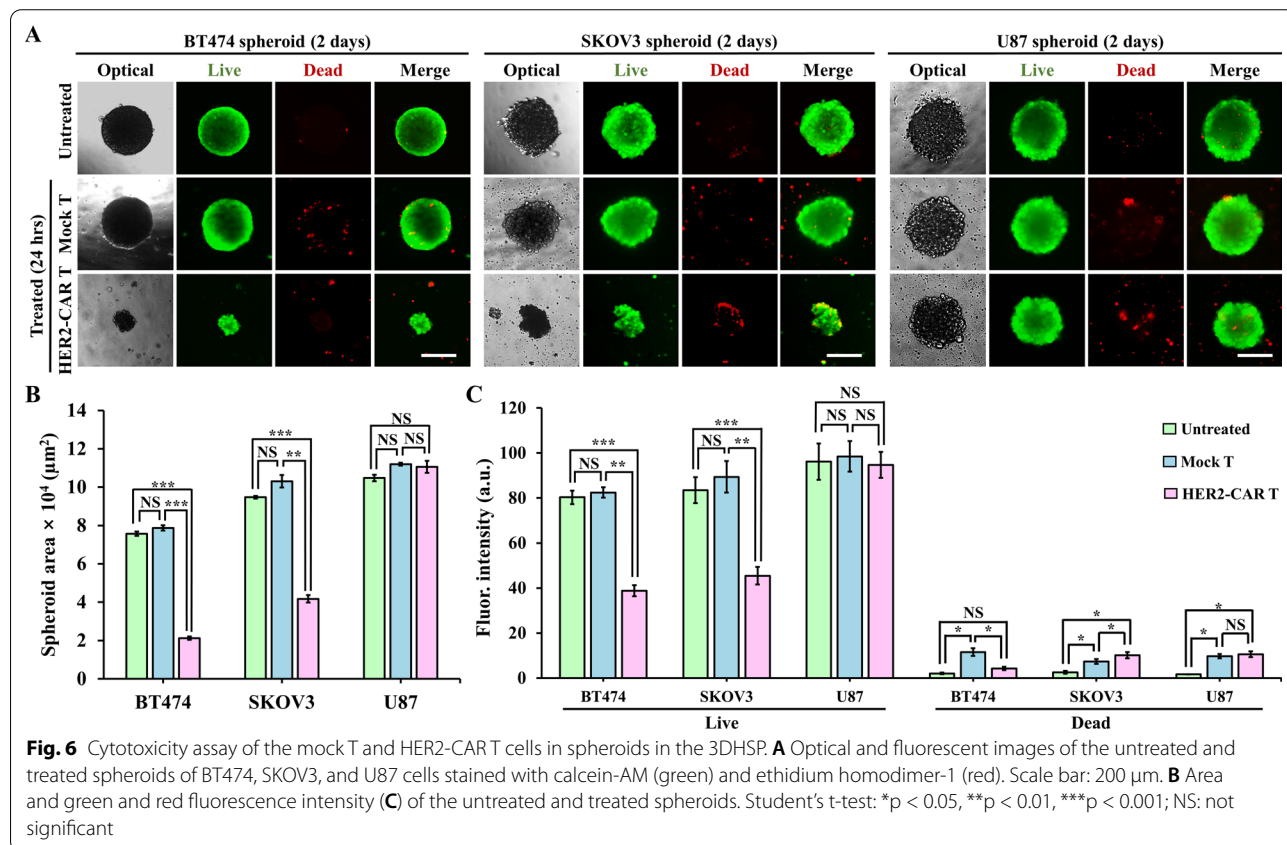 A
BT474 spheroid (2 days) SKOV3 spheroid (2 days) U87 spheroid (2 days)
Optical Live Dead Merge Optical Live Dead Merge Optical Live Dead Merge
Untreated
Treated (24 hrs)
Mock T
HER2-CAR T
B
Spheroid area × 10⁴ (μm²)
14
12
10
8
6
4
2
0
*** NS ***
*** NS **
NS NS NS
BT474 SKOV3 U87
C
Fluor. intensity (a.u.)
120
100
80
60
40
20
0
*** NS **
*** NS **
NS NS NS
NS * *
* * *
* * NS
Untreated
Mock T
HER2-CAR T
BT474 SKOV3 U87 BT474 SKOV3 U87
Live Dead
Fig. 6 Cytotoxicity assay of the mock T and HER2-CAR T cells in spheroids in the 3DHSP. A Optical and fluorescent images of the untreated and
treated spheroids of BT474, SKOV3, and U87 cells stained with calcein-AM (green) and ethidium homodimer-1 (red). Scale bar: 200 μm. B Area
and green and red fluorescence intensity (C) of the untreated and treated spheroids. Student's t-test: *p < 0.05, **p < 0.01, ***p < 0.001; NS: not
significant